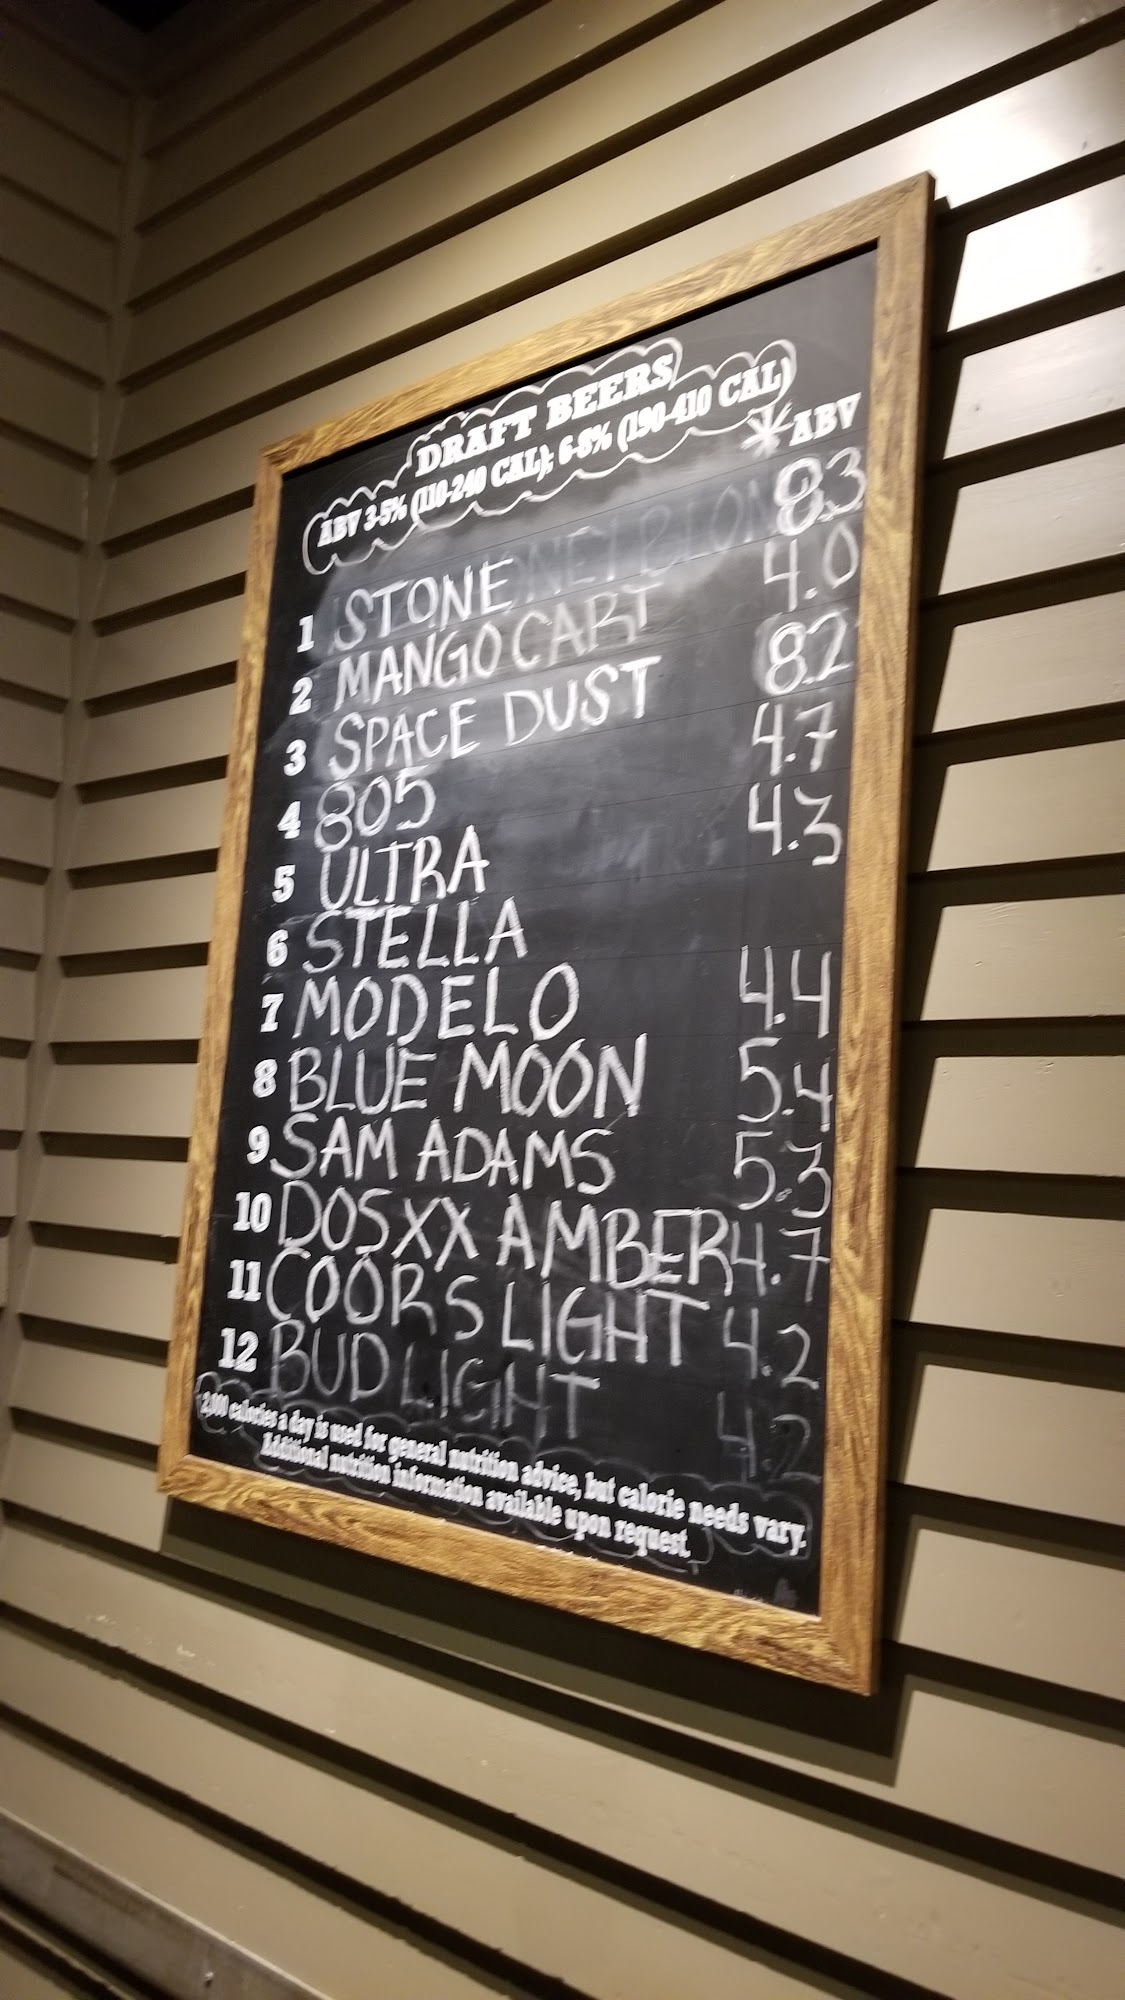 DRAFT BEERS
ABV 3-5% (110-240 CAL); 6-8% (190-410 CAL)
*ABV
1 STONE 8.3
2 MANGO CART 4.0
3 SPACE DUST 8.2
4 805 4.7
5 ULTRA 4.3
6 STELLA
7 MODELO 4.4
8 BLUE MOON 5.4
9 SAM ADAMS 5.3
10 DOS XX AMBER 4.7
11 COORS LIGHT 4.2
12 BUD LIGHT 4.2
2,000 calories a day is used for general nutrition advice, but calorie needs vary.
Additional nutrition information available upon request.